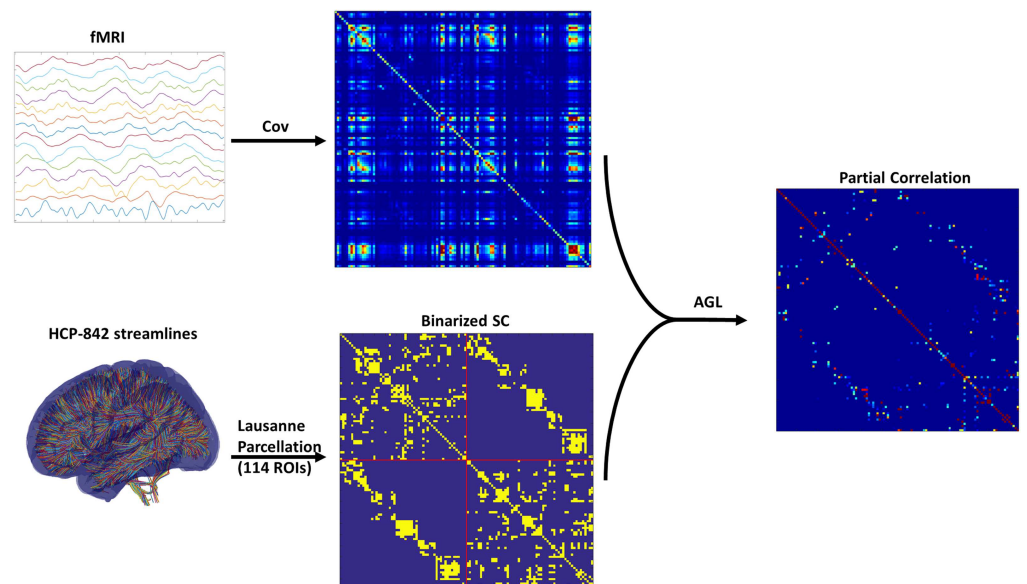 fMRI
Cov
Partial Correlation
AGL
HCP-842 streamlines
Binarized SC
Lausanne
Parcellation
(114 ROIs)